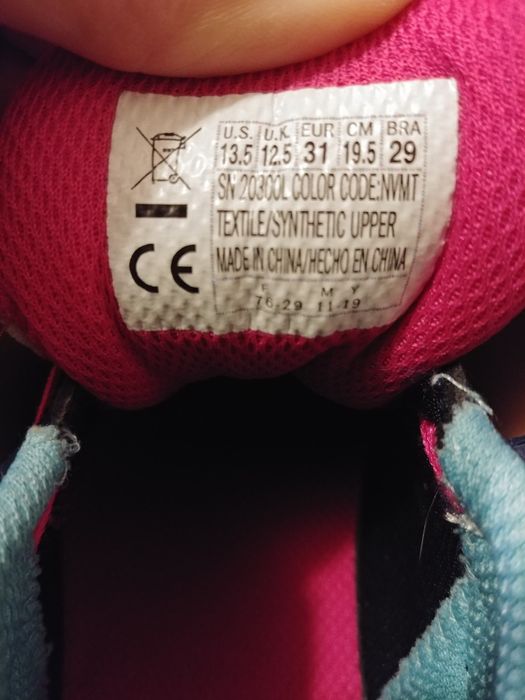 U.S. U.K. EUR CM BRA
13.5 12.5 31 19.5 29
SN 20300L COLOR CODE:NVMT
TEXTILE/SYNTHETIC UPPER
MADE IN CHINA/HECHO EN CHINA
CE
F M Y
76-29 11-19